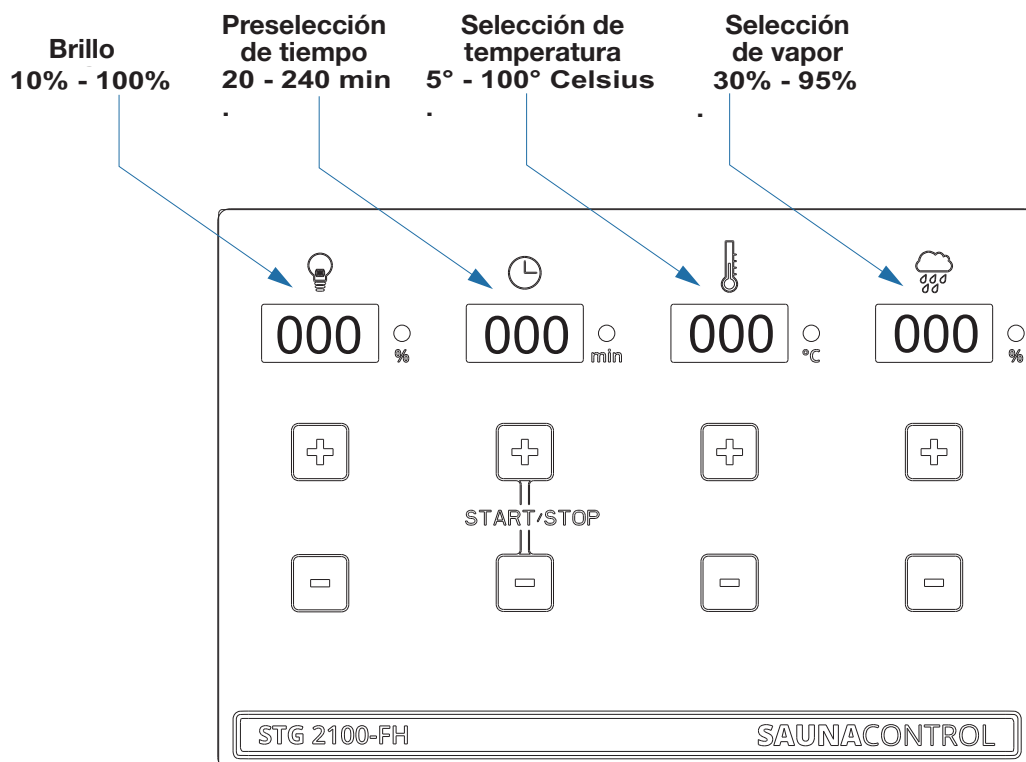 Brillo
10% - 100%
Preselección
de tiempo
20 - 240 min
.
Selección de
temperatura
5° - 100° Celsius
.
Selección
de vapor
30% - 95%
.
000
%
000
min
000
°C
000
%
START/STOP
STG 2100-FH
SAUNACONTROL